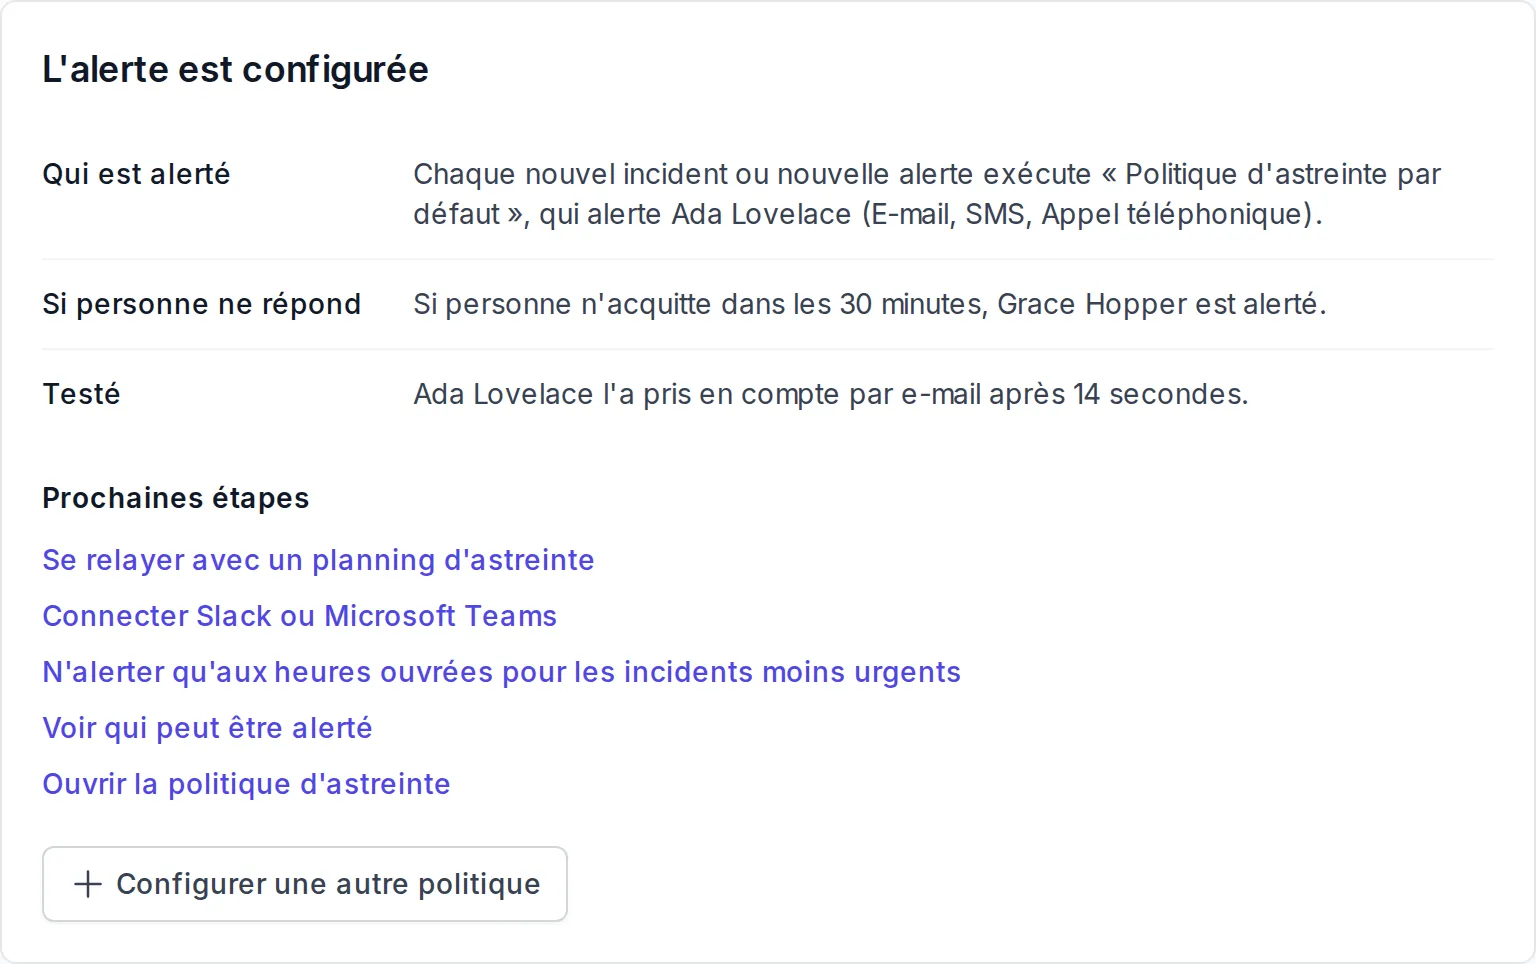 L'alerte est configurée
Qui est alerté
Chaque nouvel incident ou nouvelle alerte exécute « Politique d'astreinte par
défaut », qui alerte Ada Lovelace (E-mail, SMS, Appel téléphonique).
Si personne ne répond
Si personne n'acquitte dans les 30 minutes, Grace Hopper est alerté.
Testé
Ada Lovelace l'a pris en compte par e-mail après 14 secondes.
Prochaines étapes
Se relayer avec un planning d'astreinte
Connecter Slack ou Microsoft Teams
N'alerter qu'aux heures ouvrées pour les incidents moins urgents
Voir qui peut être alerté
Ouvrir la politique d'astreinte
Configurer une autre politique